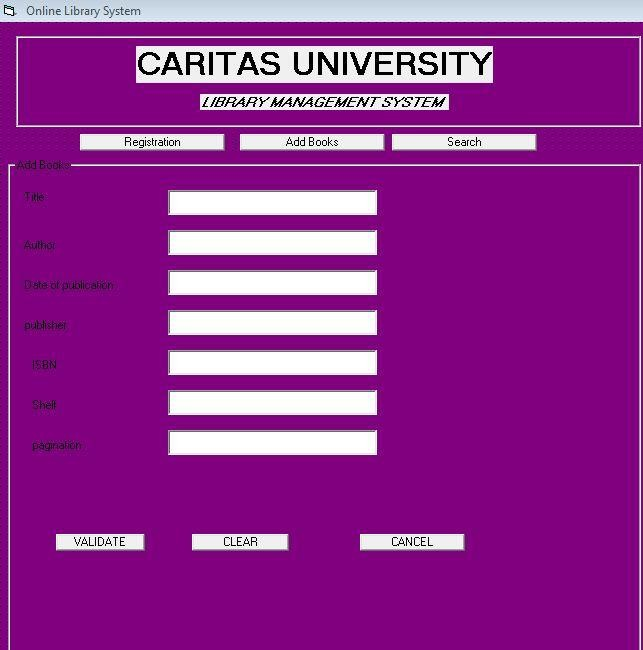 Online Library System
CARITAS UNIVERSITY
LIBRARY MANAGEMENT SYSTEM
Registration Add Books Search
Add Books
Title
Author
Date of publication
publisher
ISBN
Shelf
pagination
VALIDATE CLEAR CANCEL